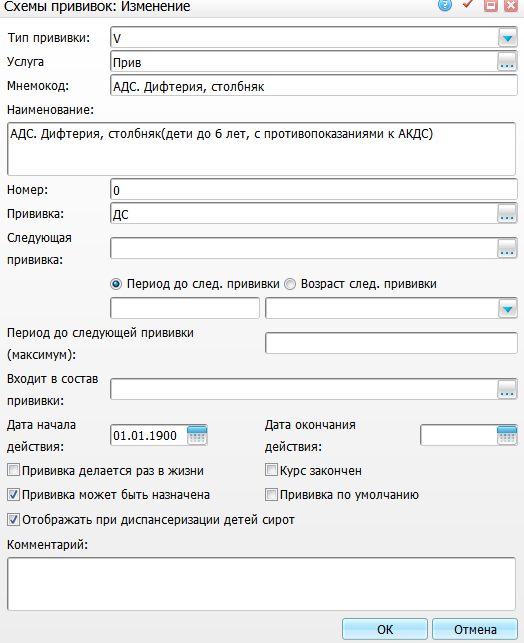 Схемы прививок: Изменение
Тип прививки: V
Услуга Прив
Мнемокод: АДС. Дифтерия, столбняк
Наименование:
АДС. Дифтерия, столбняк(дети до 6 лет, с противопоказаниями к АКДС)
Номер: 0
Прививка: ДС
Следующая
прививка:
Период до след. прививки Возраст след. прививки
Период до следующей прививки
(максимум):
Входит в состав
прививки:
Дата начала
действия: 01.01.1900
Дата окончания
действия:
Прививка делается раз в жизни Курс закончен
Прививка может быть назначена Прививка по умолчанию
Отображать при диспансеризации детей сирот
Комментарий:
OK Отмена